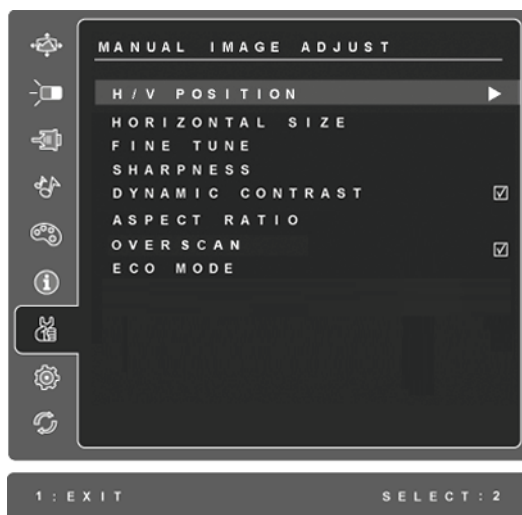 MANUAL IMAGE ADJUST
H/V POSITION
HORIZONTAL SIZE
FINE TUNE
SHARPNESS
DYNAMIC CONTRAST
ASPECT RATIO
OVERSCAN
ECO MODE
1:EXIT SELECT:2